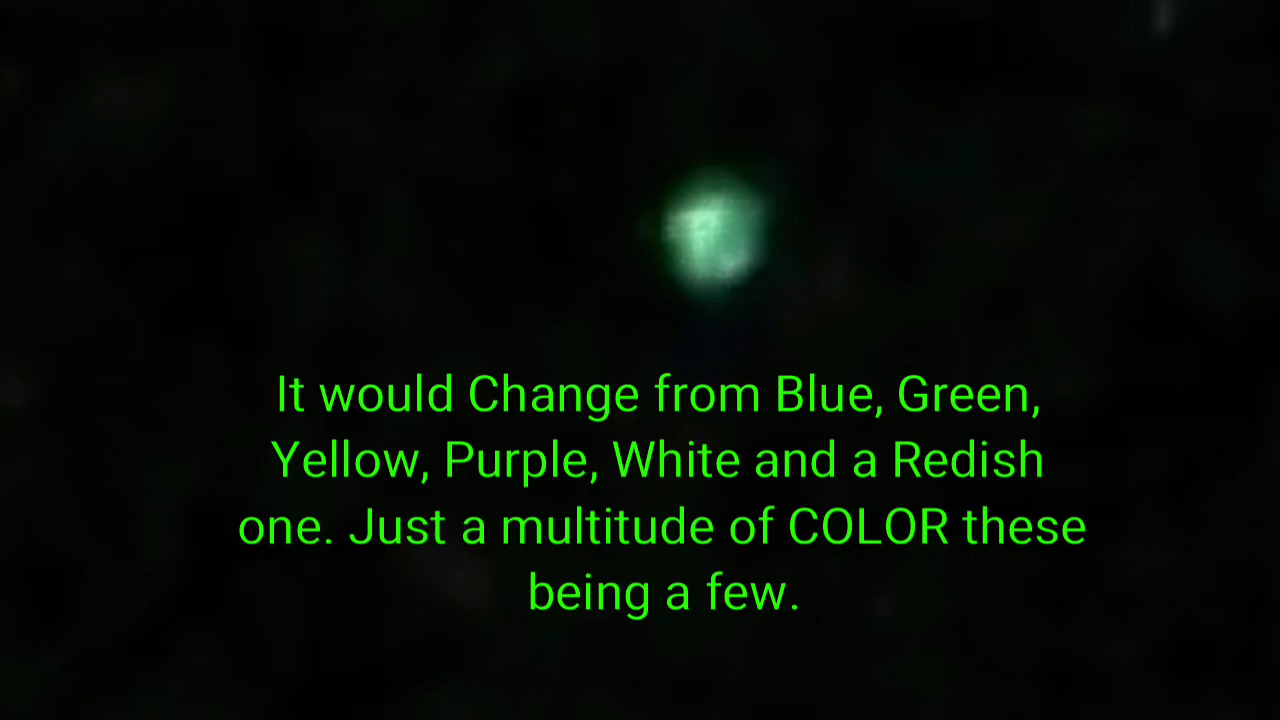 It would Change from Blue, Green,
Yellow, Purple, White and a Redish
one. Just a multitude of COLOR these
being a few.